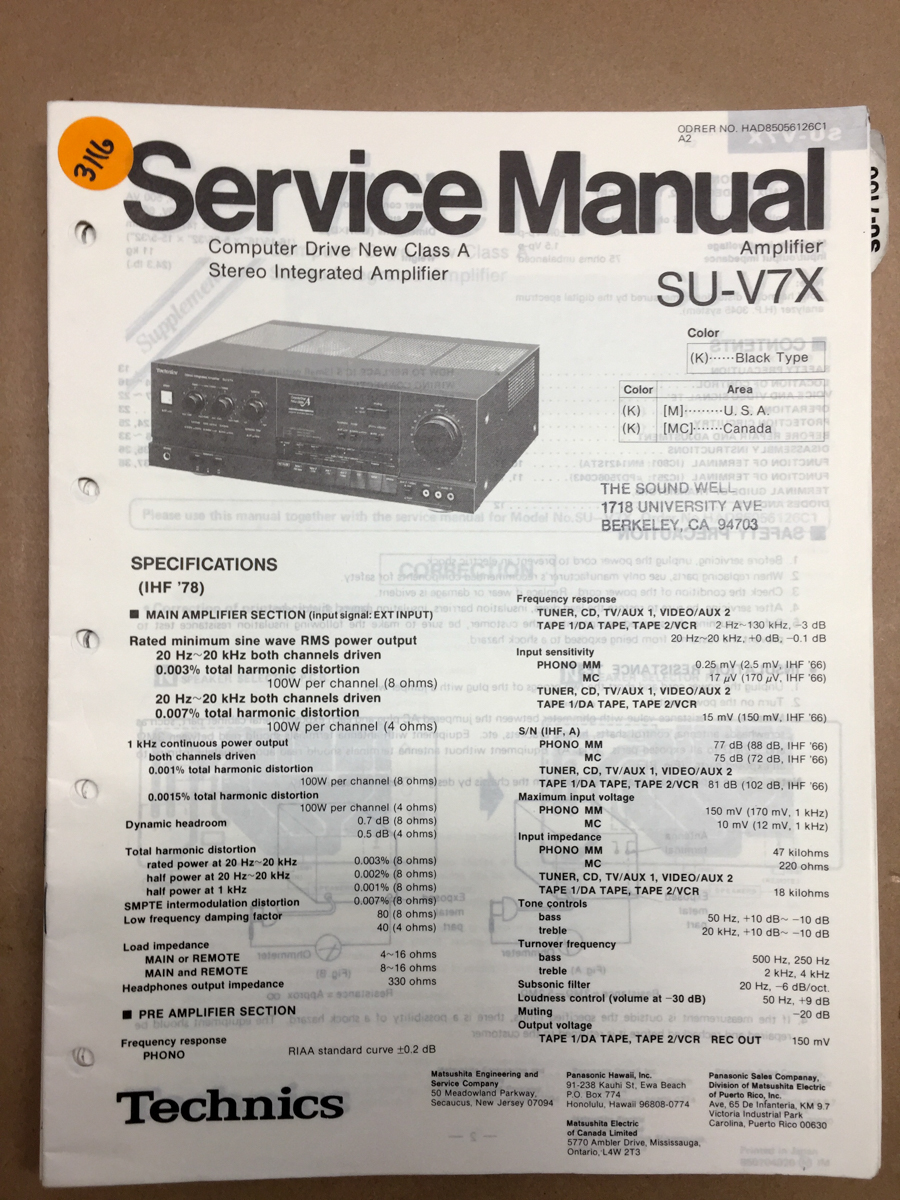 3116
ODRER NO. HAD85056126C1
A2
Service Manual
Computer Drive New Class A
Stereo Integrated Amplifier
Amplifier
SU-V7X
Color
(K)······Black Type
Color Area
(K) [M]·········U. S. A.
(K) [MC]·······Canada
Technics
THE SOUND WELL
1718 UNIVERSITY AVE
BERKELEY, CA 94703
SPECIFICATIONS
(IHF '78)
■ MAIN AMPLIFIER SECTION (input signal: EXT INPUT)
Rated minimum sine wave RMS power output
20 Hz~20 kHz both channels driven
0.003% total harmonic distortion
100W per channel (8 ohms)
20 Hz~20 kHz both channels driven
0.007% total harmonic distortion
100W per channel (4 ohms)
1 kHz continuous power output
both channels driven
0.001% total harmonic distortion
100W per channel (8 ohms)
0.0015% total harmonic distortion
100W per channel (4 ohms)
Dynamic headroom 0.7 dB (8 ohms)
0.5 dB (4 ohms)
Total harmonic distortion
rated power at 20 Hz~20 kHz 0.003% (8 ohms)
half power at 20 Hz~20 kHz 0.002% (8 ohms)
half power at 1 kHz 0.001% (8 ohms)
SMPTE intermodulation distortion 0.007% (8 ohms)
Low frequency damping factor 80 (8 ohms)
40 (4 ohms)
Load impedance
MAIN or REMOTE 4~16 ohms
MAIN and REMOTE 8~16 ohms
Headphones output impedance 330 ohms
■ PRE AMPLIFIER SECTION
Frequency response
PHONO RIAA standard curve ±0.2 dB
Frequency response
TUNER, CD, TV/AUX 1, VIDEO/AUX 2
TAPE 1/DA TAPE, TAPE 2/VCR 2 Hz~130 kHz, −3 dB
20 Hz~20 kHz, +0 dB, −0.1 dB
Input sensitivity
PHONO MM 0.25 mV (2.5 mV, IHF '66)
MC 17 µV (170 µV, IHF '66)
TUNER, CD, TV/AUX 1, VIDEO/AUX 2
TAPE 1/DA TAPE, TAPE 2/VCR
15 mV (150 mV, IHF '66)
S/N (IHF, A)
PHONO MM 77 dB (88 dB, IHF '66)
MC 75 dB (72 dB, IHF '66)
TUNER, CD, TV/AUX 1, VIDEO/AUX 2
TAPE 1/DA TAPE, TAPE 2/VCR 81 dB (102 dB, IHF '66)
Maximum input voltage
PHONO MM 150 mV (170 mV, 1 kHz)
MC 10 mV (12 mV, 1 kHz)
Input impedance
PHONO MM 47 kilohms
MC 220 ohms
TUNER, CD, TV/AUX 1, VIDEO/AUX 2
TAPE 1/DA TAPE, TAPE 2/VCR 18 kilohms
Tone controls
bass 50 Hz, +10 dB~ −10 dB
treble 20 kHz, +10 dB~ −10 dB
Turnover frequency
bass 500 Hz, 250 Hz
treble 2 kHz, 4 kHz
Subsonic filter 20 Hz, −6 dB/oct.
Loudness control (volume at −30 dB) 50 Hz, +9 dB
Muting −20 dB
Output voltage
TAPE 1/DA TAPE, TAPE 2/VCR REC OUT 150 mV
Technics
Matsushita Engineering and
Service Company
50 Meadowland Parkway,
Secaucus, New Jersey 07094
Panasonic Hawaii, Inc.
91-238 Kauhi St, Ewa Beach
P.O. Box 774
Honolulu, Hawaii 96808-0774
Matsushita Electric
of Canada Limited
5770 Ambler Drive, Mississauga,
Ontario, L4W 2T3
Panasonic Sales Companay,
Division of Matsushita Electric
of Puerto Rico, Inc.
Ave, 65 De Infanteria, KM 9.7
Victoria Industrial Park
Carolina, Puerto Rico 00630